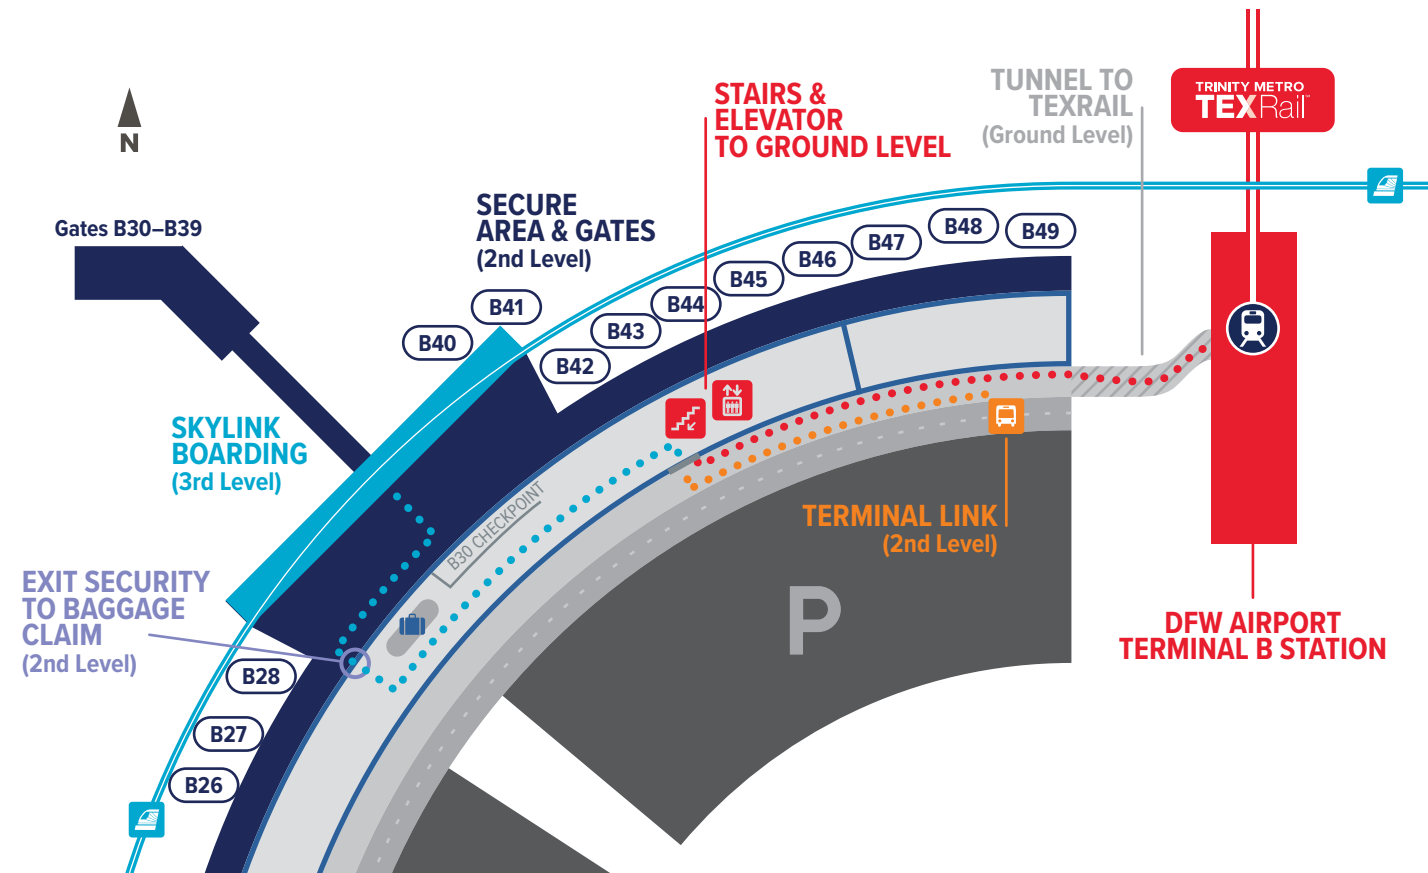 TRINITY METRO
TEXRail
TUNNEL TO
TEXRAIL
(Ground Level)
STAIRS &
ELEVATOR
TO GROUND LEVEL
N
SECURE
AREA & GATES
(2nd Level)
Gates B30–B39
B49
B48
B47
B46
B45
B44
B43
B42
B41
B40
SKYLINK
BOARDING
(3rd Level)
B30 CHECKPOINT
TERMINAL LINK
(2nd Level)
EXIT SECURITY
TO BAGGAGE
CLAIM
(2nd Level)
P
DFW AIRPORT
TERMINAL B STATION
B28
B27
B26